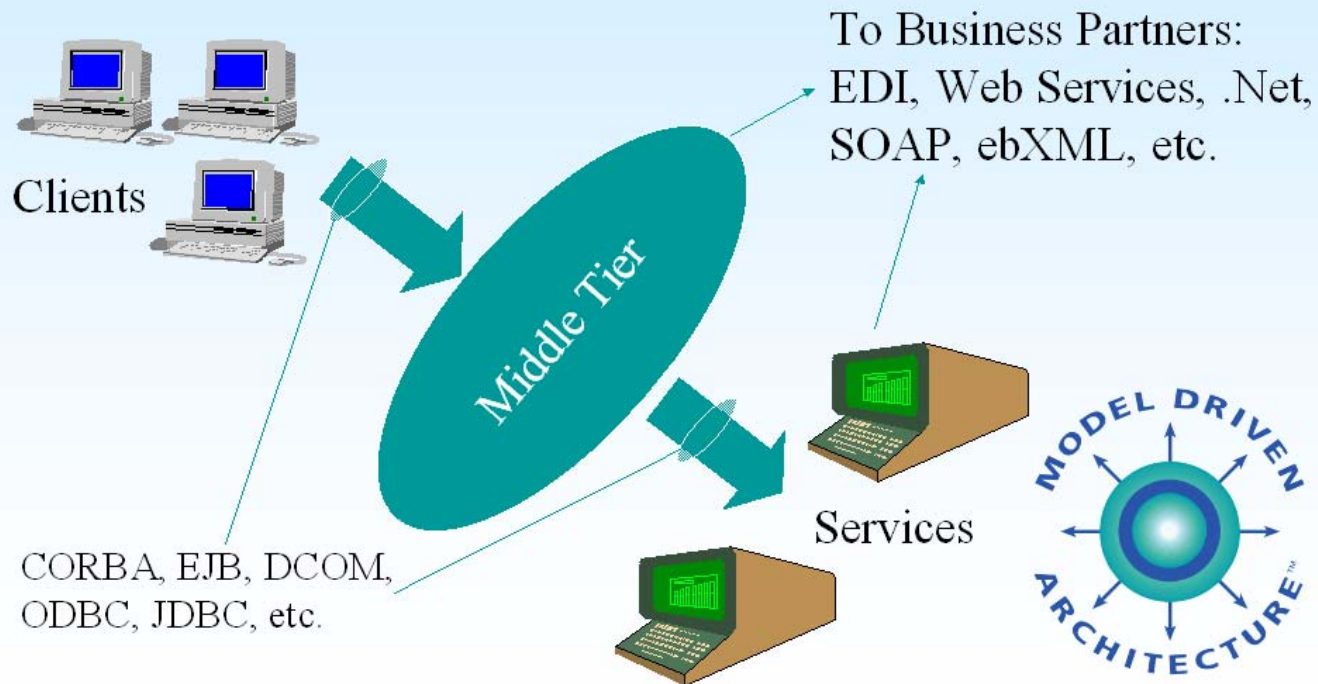 To Business Partners:
EDI, Web Services, .Net,
SOAP, ebXML, etc.
Clients
Middle Tier
Services
CORBA, EJB, DCOM,
ODBC, JDBC, etc.
MODEL DRIVEN
ARCHITECTURE™